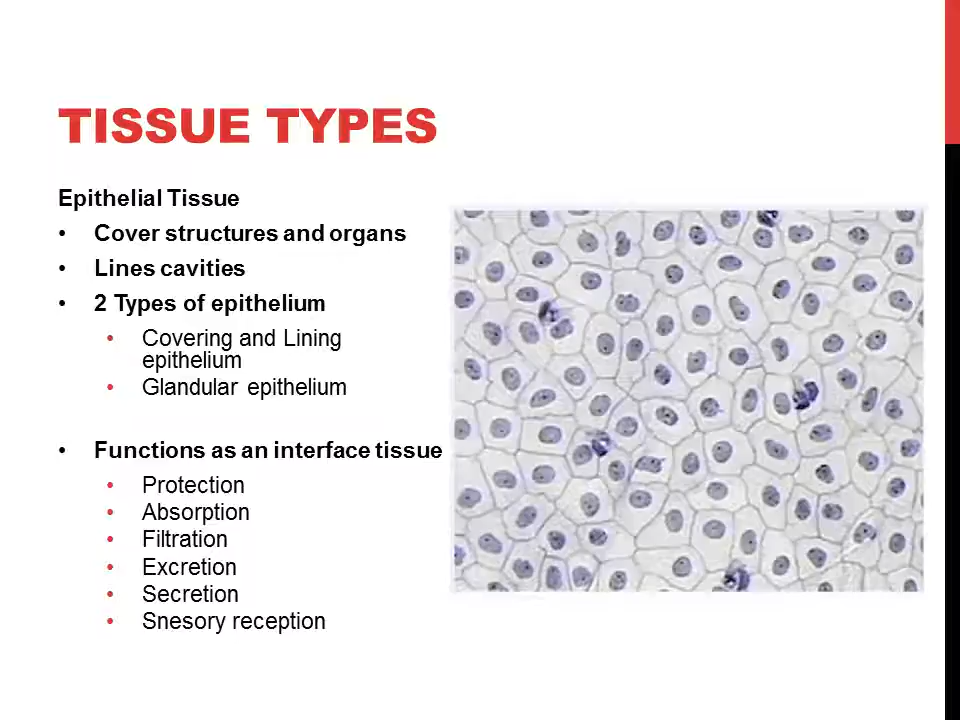 TISSUE TYPES
Epithelial Tissue
• Cover structures and organs
• Lines cavities
• 2 Types of epithelium
• Covering and Lining
epithelium
• Glandular epithelium
• Functions as an interface tissue
• Protection
• Absorption
• Filtration
• Excretion
• Secretion
• Snesory reception